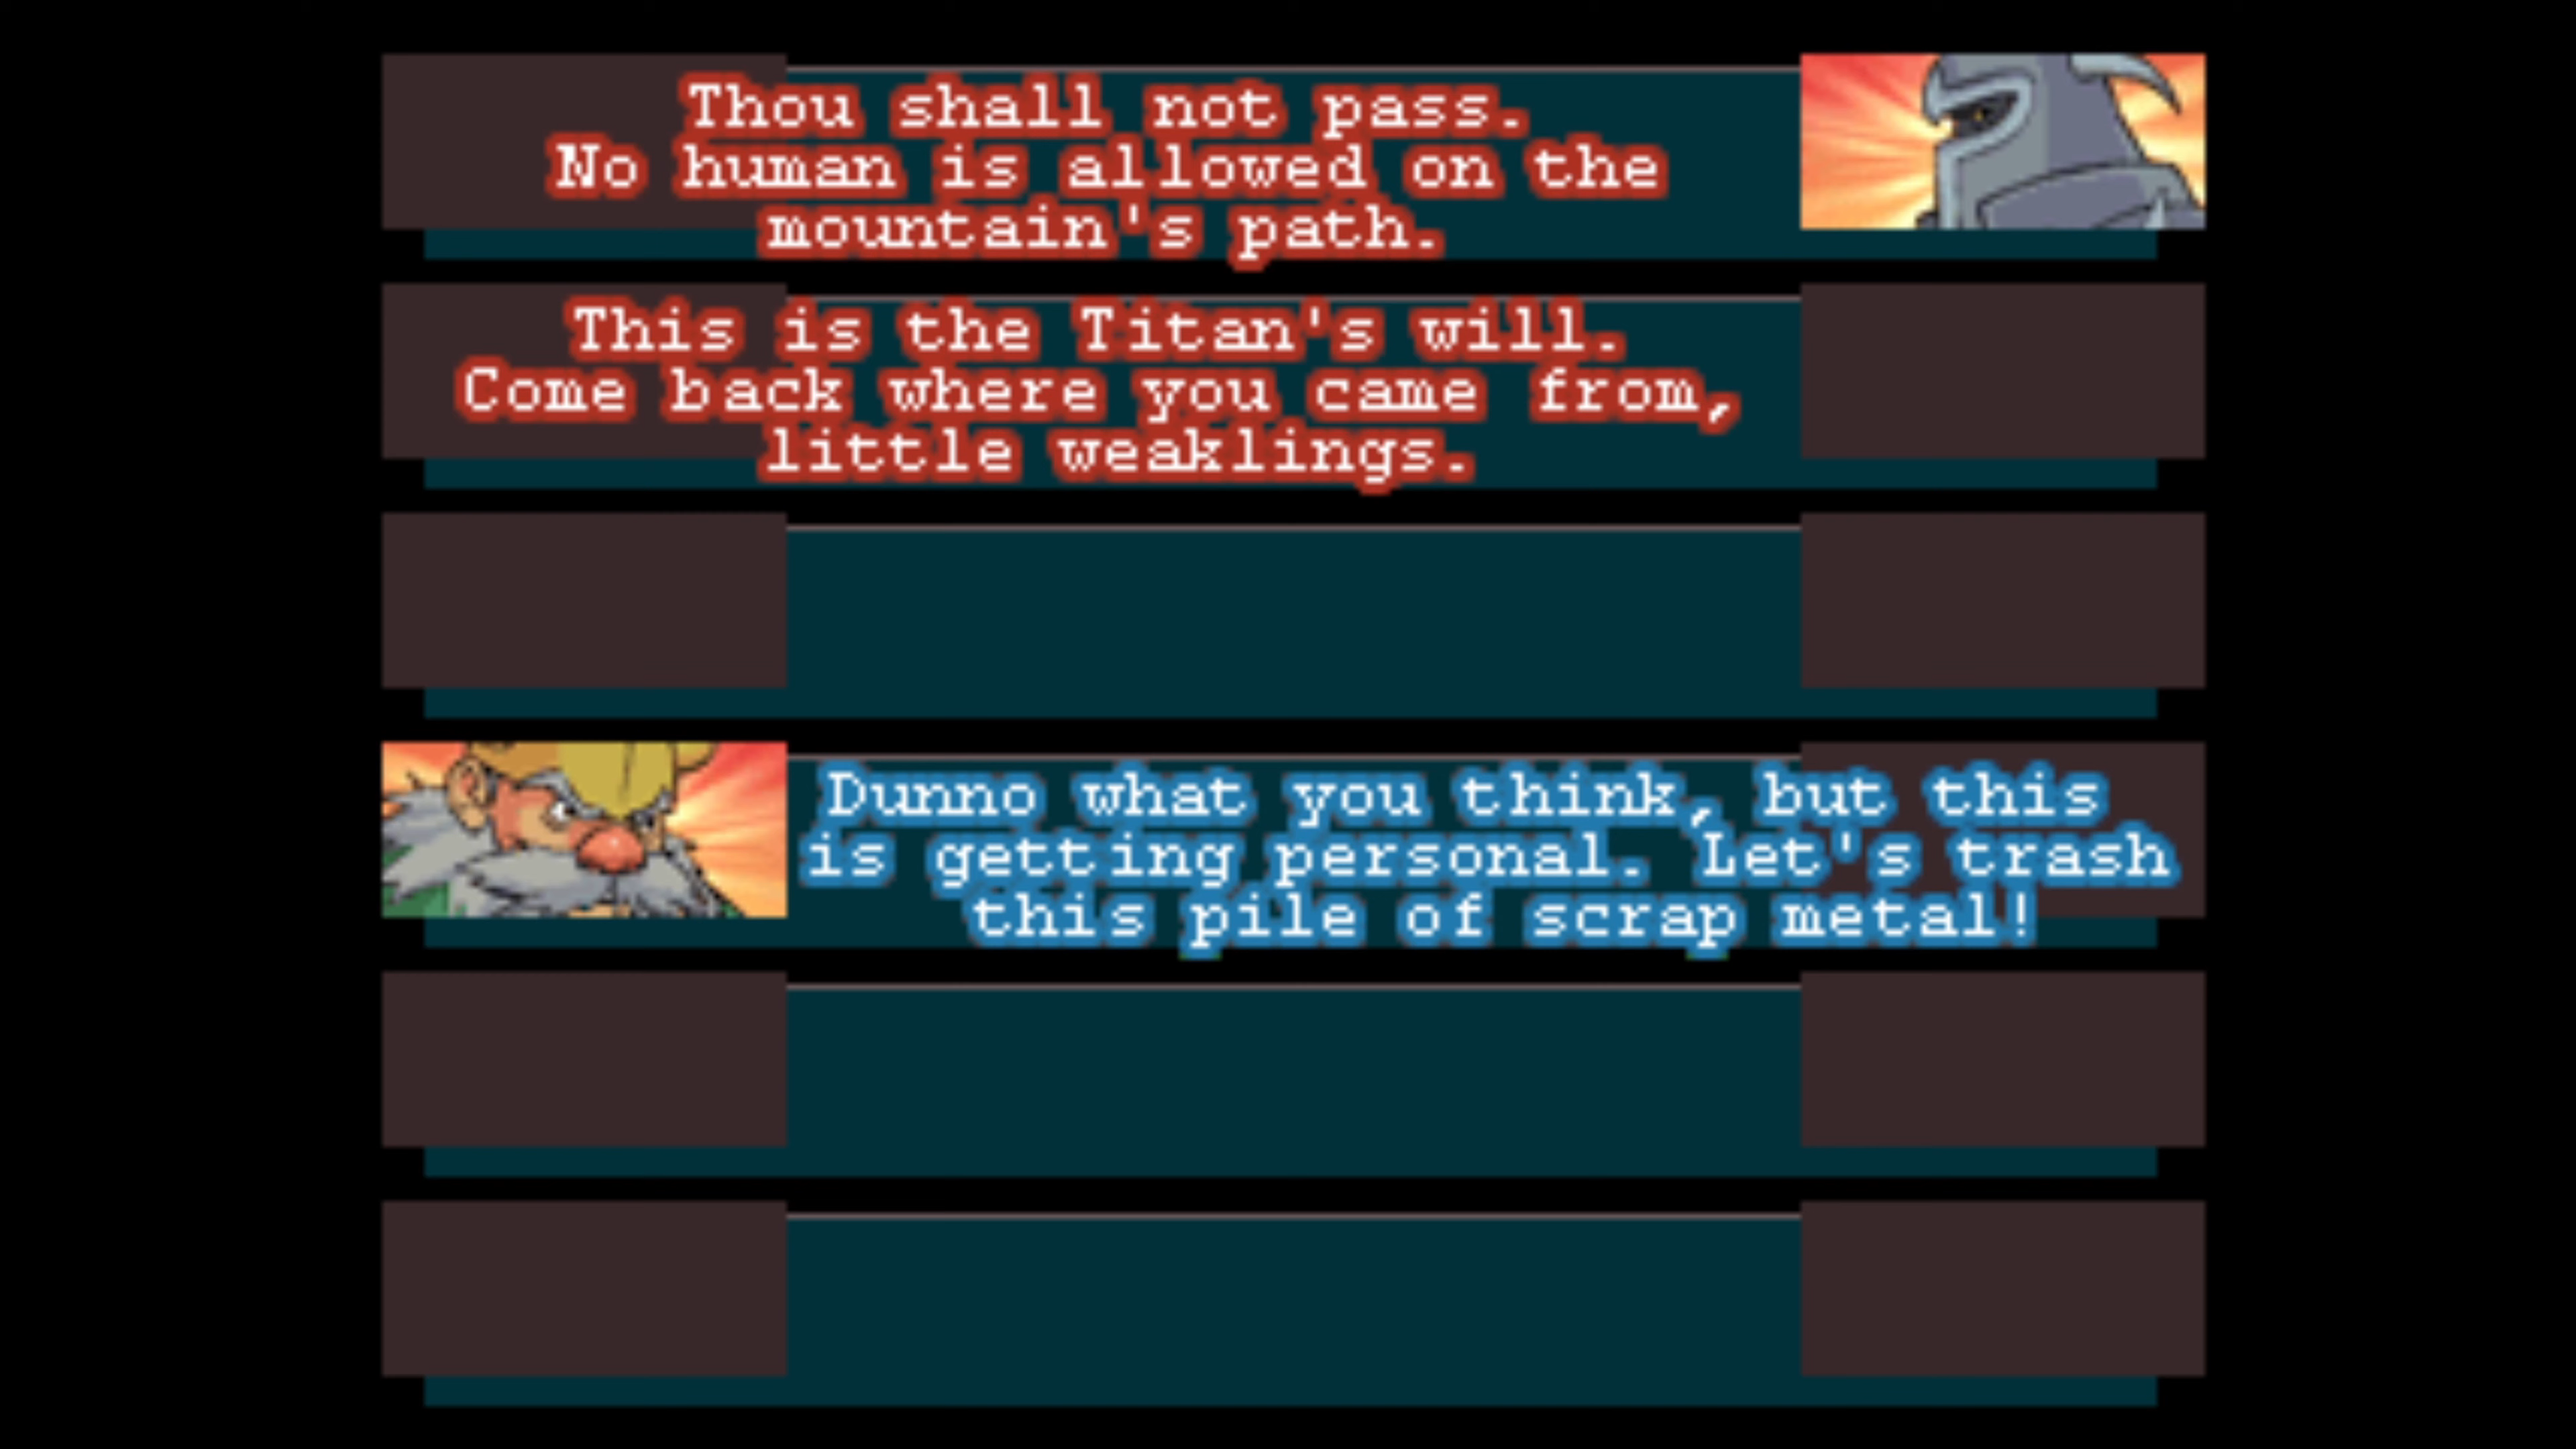 Thou shall not pass.
No human is allowed on the
mountain's path.
This is the Titan's will.
Come back where you came from,
little weaklings.
Dunno what you think, but this
is getting personal. Let's trash
this pile of scrap metal!